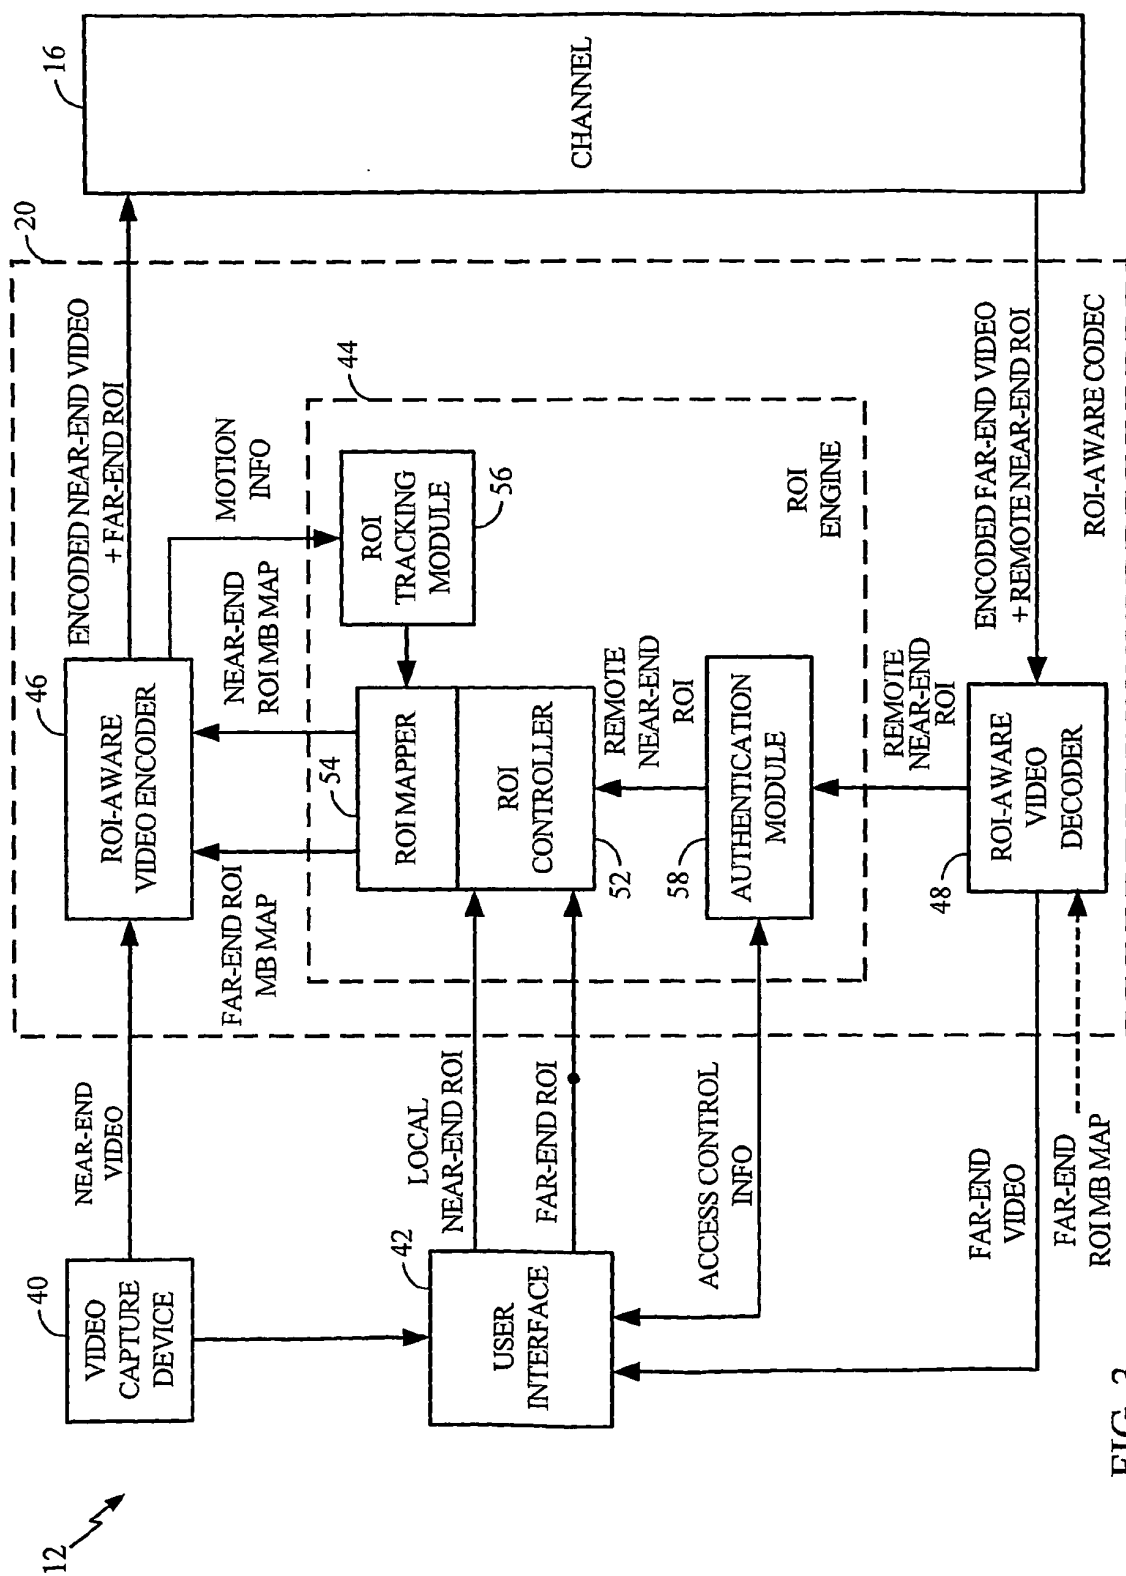 12
40
VIDEO
CAPTURE
DEVICE
NEAR-END
VIDEO
46
ROI-AWARE
VIDEO ENCODER
ENCODED NEAR-END VIDEO
+ FAR-END ROI
20
16
CHANNEL
FAR-END ROI
MB MAP
NEAR-END
ROI MB MAP
MOTION
INFO
44
54
ROI MAPPER
ROI
TRACKING
MODULE
56
42
USER
INTERFACE
LOCAL
NEAR-END ROI
FAR-END ROI
ROI
CONTROLLER
52
REMOTE
NEAR-END
ROI
ROI
ENGINE
ACCESS CONTROL
INFO
58
AUTHENTICATION
MODULE
REMOTE
NEAR-END
ROI
FAR-END
VIDEO
48
ROI-AWARE
VIDEO
DECODER
ENCODED FAR-END VIDEO
+ REMOTE NEAR-END ROI
FAR-END
ROI MB MAP
ROI-AWARE CODEC